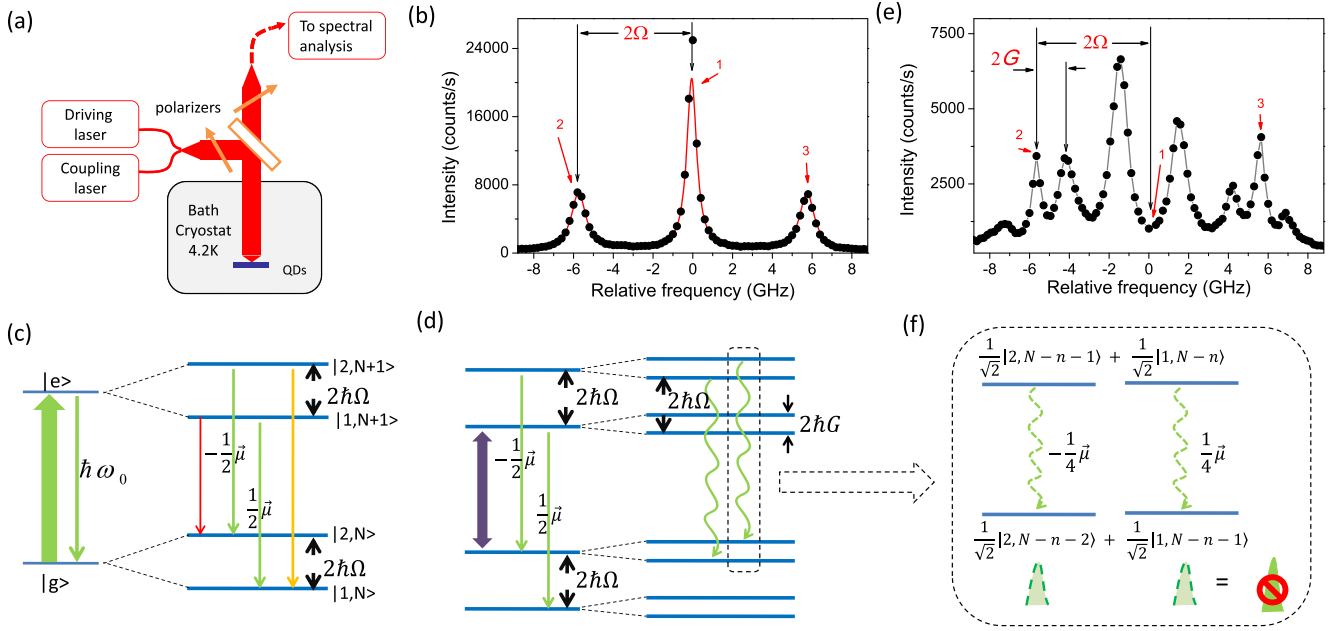 (a)
To spectral
analysis
polarizers
Driving
laser
Coupling
laser
Bath
Cryostat
4.2K
QDs
(b)
Intensity (counts/s)
24000
16000
8000
0
2Ω
1
2
3
-8 -6 -4 -2 0 2 4 6 8
Relative frequency (GHz)
(e)
Intensity (counts/s)
7500
5000
2500
2Ω
2G
2
1
3
-8 -6 -4 -2 0 2 4 6 8
Relative frequency (GHz)
(c)
|e>
|g>
ħω₀
|2,N+1>
2ħΩ
|1,N+1>
−1/2 μ⃗
1/2 μ⃗
|2,N>
2ħΩ
|1,N>
(d)
2ħΩ
2ħΩ
2ħG
−1/2 μ⃗
1/2 μ⃗
2ħΩ
(f)
1/√2 |2,N−n−1⟩ + 1/√2 |1,N−n⟩
−1/4 μ⃗
1/4 μ⃗
1/√2 |2,N−n−2⟩ + 1/√2 |1,N−n−1⟩
=